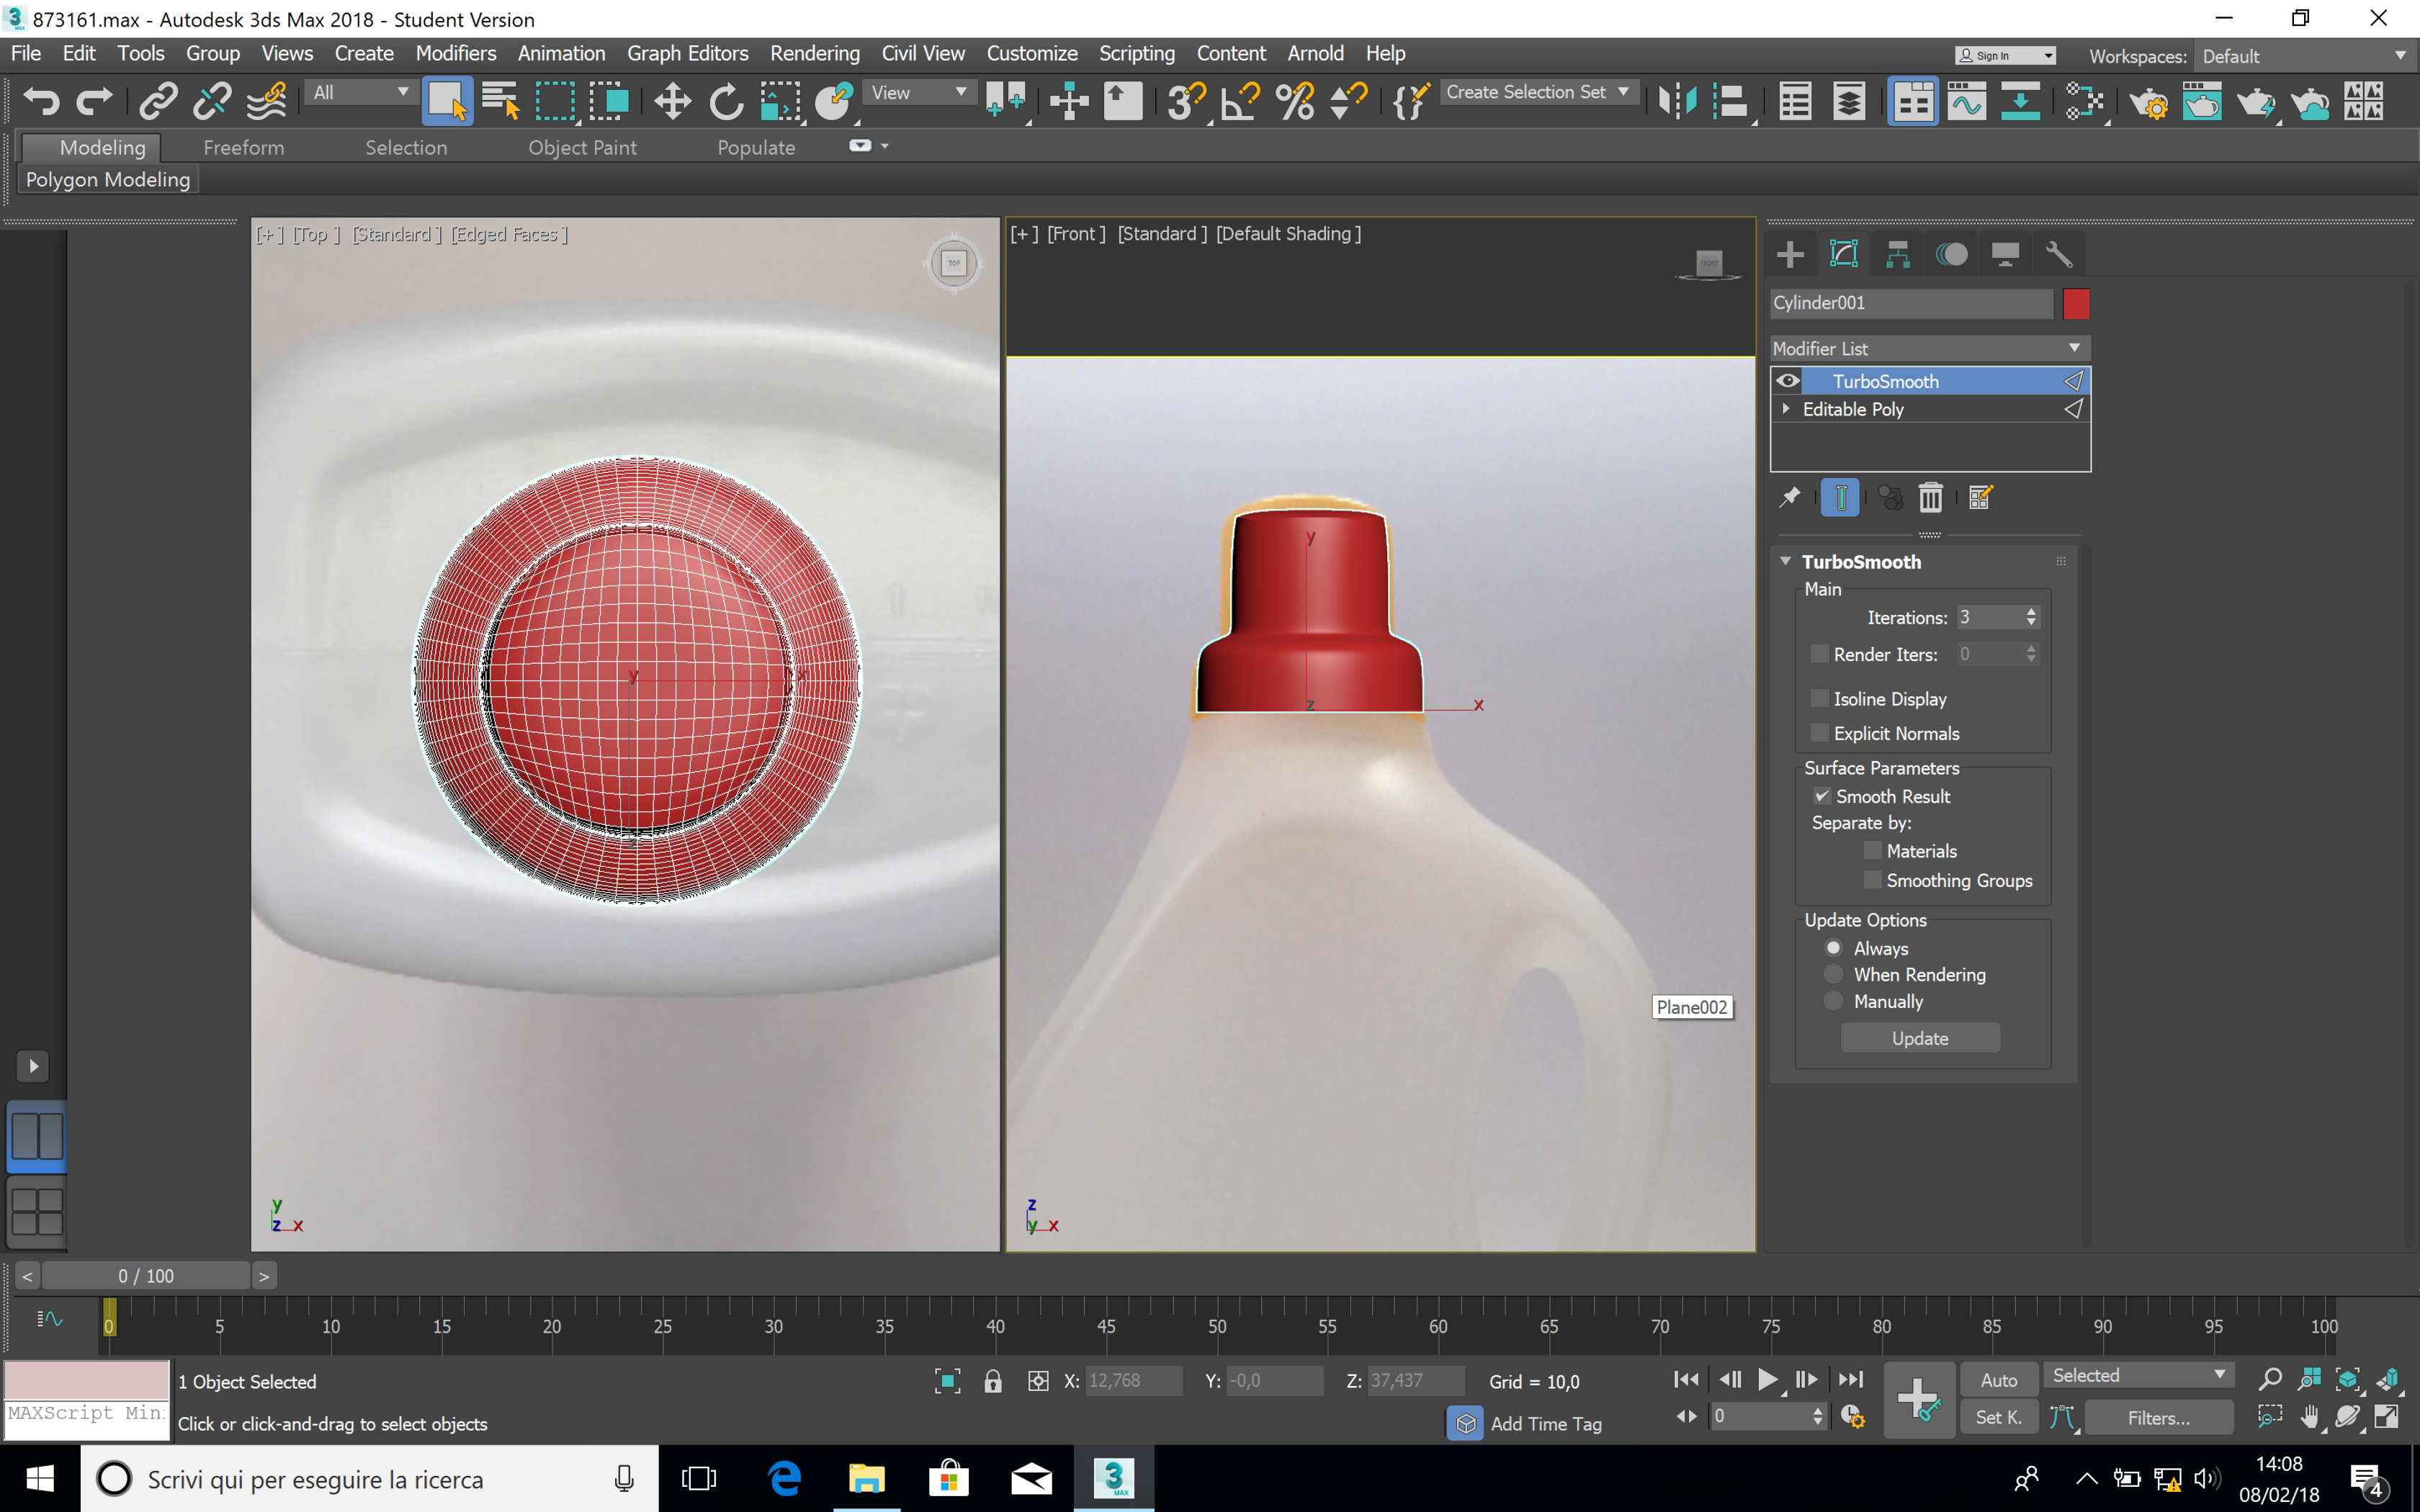 873161.max - Autodesk 3ds Max 2018 - Student Version
File Edit Tools Group Views Create Modifiers Animation Graph Editors Rendering Civil View Customize Scripting Content Arnold Help
Sign In Workspaces: Default
All View Create Selection Set
Modeling Freeform Selection Object Paint Populate
Polygon Modeling
[+] [Top] [Standard] [Edged Faces]
[+] [Front] [Standard] [Default Shading]
TOP
FRONT
Cylinder001
Modifier List
TurboSmooth
Editable Poly
TurboSmooth
Main
Iterations: 3
Render Iters: 0
Isoline Display
Explicit Normals
Surface Parameters
Smooth Result
Separate by:
Materials
Smoothing Groups
Update Options
Always
When Rendering
Manually
Update
Plane002
y
x
z
y
z x
z
y x
< 0 / 100 >
0 5 10 15 20 25 30 35 40 45 50 55 60 65 70 75 80 85 90 95 100
1 Object Selected
X: 12,768 Y: -0,0 Z: 37,437 Grid = 10,0
Auto Selected
MAXScript Min
Click or click-and-drag to select objects
Add Time Tag
0
Set K. Filters...
Scrivi qui per eseguire la ricerca
3
MAX
14:08
08/02/18
4